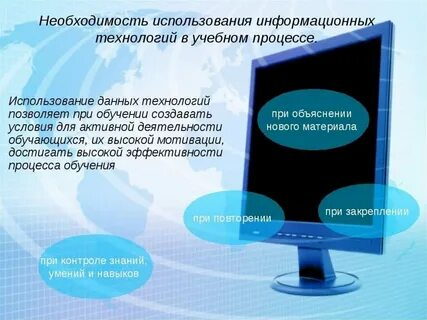 Необходимость использования информационных
технологий в учебном процессе.
Использование данных технологий
позволяет при обучении создавать
условия для активной деятельности
обучающихся, их высокой мотивации,
достигать высокой эффективности
процесса обучения
при объяснении
нового материала
при повторении
при закреплении
при контроле знаний,
умений и навыков